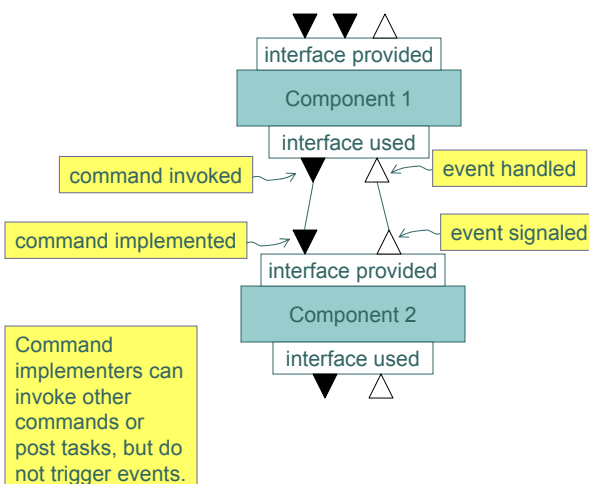 interface provided
Component 1
interface used
command invoked
event handled
command implemented
event signaled
interface provided
Component 2
interface used
Command
implementers can
invoke other
commands or
post tasks, but do
not trigger events.